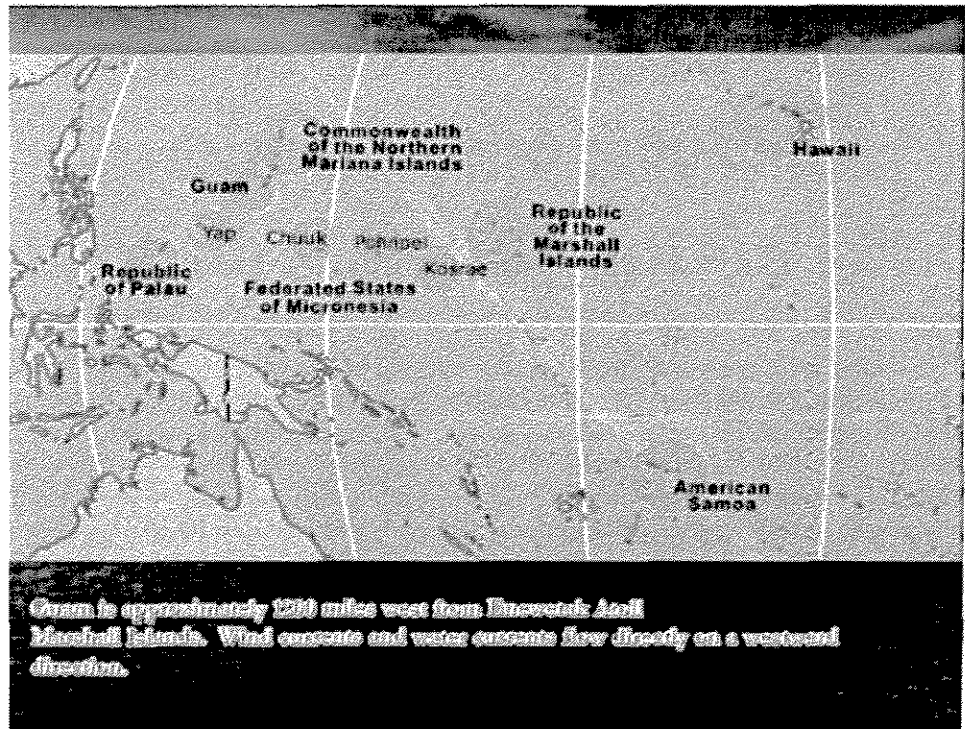 Commonwealth
of the Northern
Mariana Islands
Hawaii
Guam
Republic
of the
Marshall
Islands
Yap
Chuuk
Pohnpei
Kosrae
Republic
of Palau
Federated States
of Micronesia
American
Samoa
Guam is approximately 1200 miles west from Enewetak Atoll
Marshall Islands. Wind currents and water currents flow directly on a westward
direction.